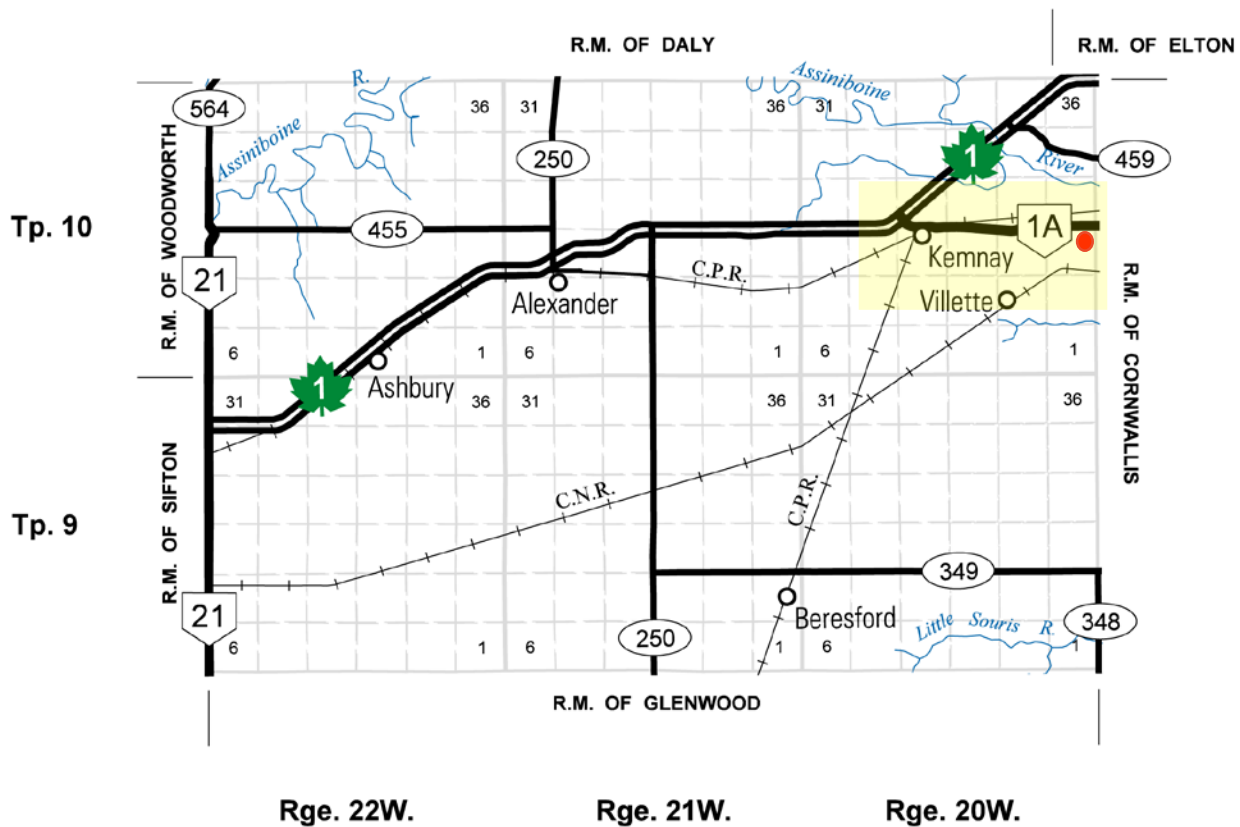 R.M. OF DALY
R.M. OF ELTON
564
Assiniboine
R.
36
31
250
36
31
Assiniboine
River
1
36
459
R.M. OF WOODWORTH
Tp. 10
455
1A
Kemnay
21
C.P.R.
Alexander
Villette
R.M. OF CORNWALLIS
6
1
6
1
6
1
1
Ashbury
31
36
31
36
31
36
R.M. OF SIFTON
C.N.R.
C.P.R.
Tp. 9
349
Beresford
21
250
Little Souris R.
348
6
1
6
1
6
1
R.M. OF GLENWOOD
Rge. 22W.
Rge. 21W.
Rge. 20W.